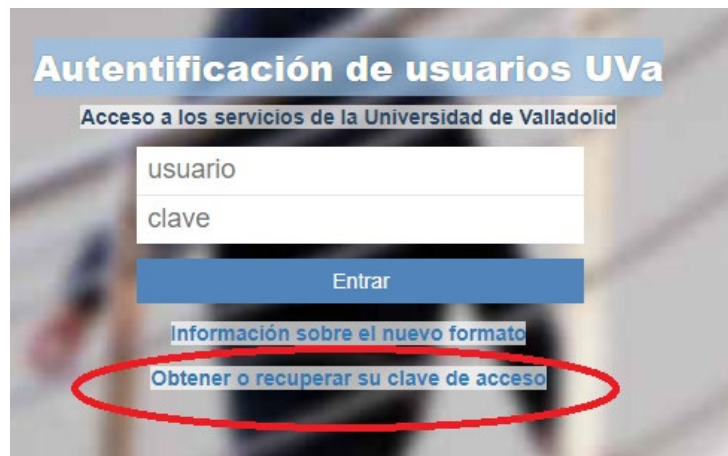 Autentificación de usuarios UVa
Acceso a los servicios de la Universidad de Valladolid
usuario
clave
Entrar
Información sobre el nuevo formato
Obtener o recuperar su clave de acceso